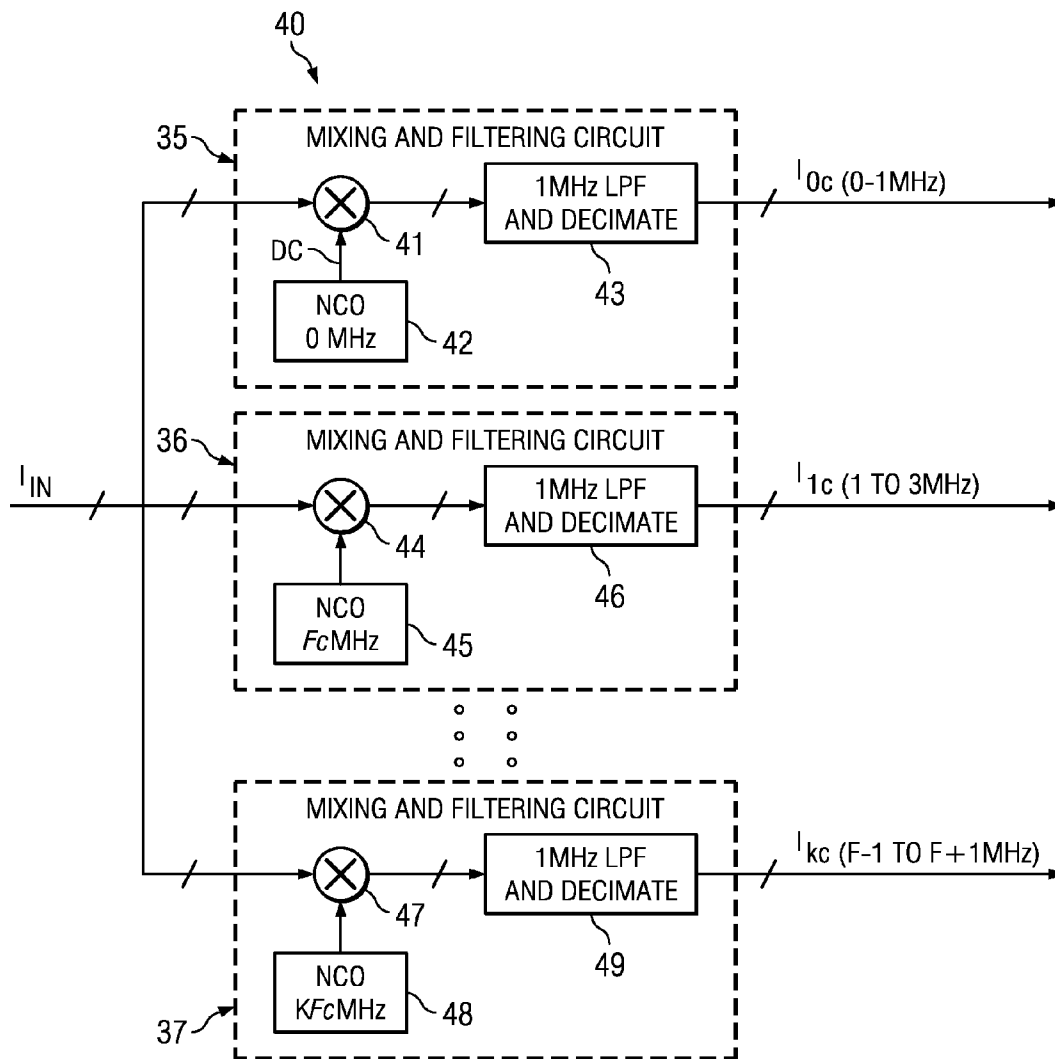 40
35
MIXING AND FILTERING CIRCUIT
1MHz LPF
AND DECIMATE
I0c (0-1MHz)
41
DC
43
NCO
0 MHz
42
36
MIXING AND FILTERING CIRCUIT
IIN
1MHz LPF
AND DECIMATE
I1c (1 TO 3MHz)
44
46
NCO
FcMHz
45
MIXING AND FILTERING CIRCUIT
1MHz LPF
AND DECIMATE
Ikc (F-1 TO F+1MHz)
47
49
NCO
KFcMHz
48
37